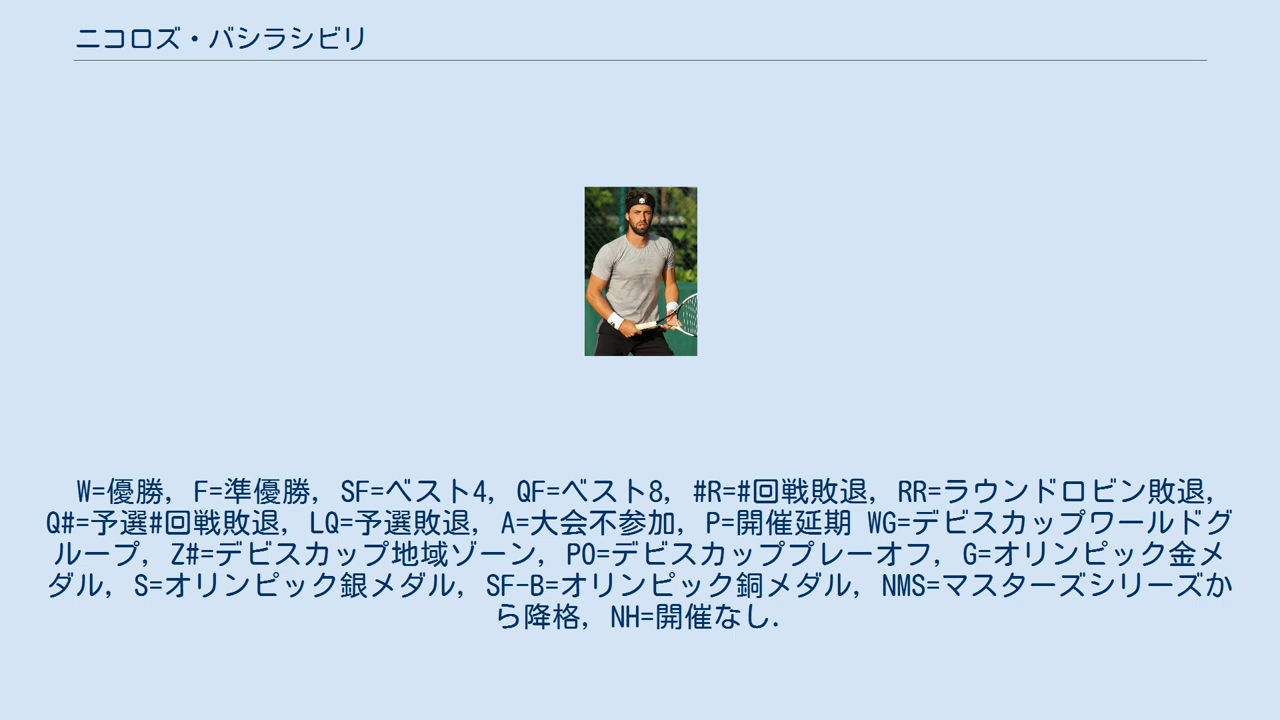 ニコロズ・バシラシビリ
W=優勝, F=準優勝, SF=ベスト4, QF=ベスト8, #R=#回戦敗退, RR=ラウンドロビン敗退,
Q#=予選#回戦敗退, LQ=予選敗退, A=大会不参加, P=開催延期 WG=デビスカップワールドグ
ループ, Z#=デビスカップ地域ゾーン, PO=デビスカッププレーオフ, G=オリンピック金メ
ダル, S=オリンピック銀メダル, SF-B=オリンピック銅メダル, NMS=マスターズシリーズか
ら降格, NH=開催なし.